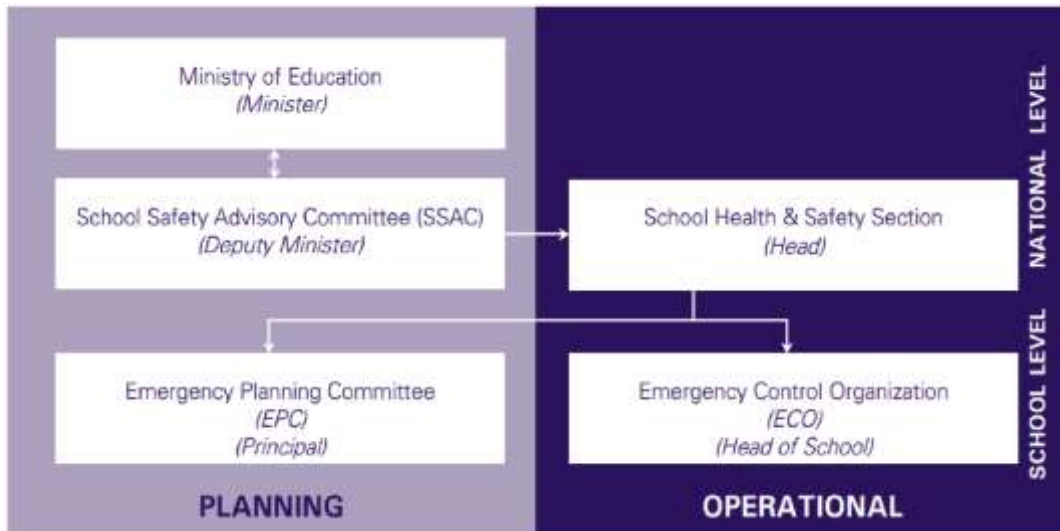 Ministry of Education
(Minister)
School Safety Advisory Committee (SSAC)
(Deputy Minister)
School Health & Safety Section
(Head)
NATIONAL LEVEL
Emergency Planning Committee
(EPC)
(Principal)
Emergency Control Organization
(ECO)
(Head of School)
SCHOOL LEVEL
PLANNING
OPERATIONAL